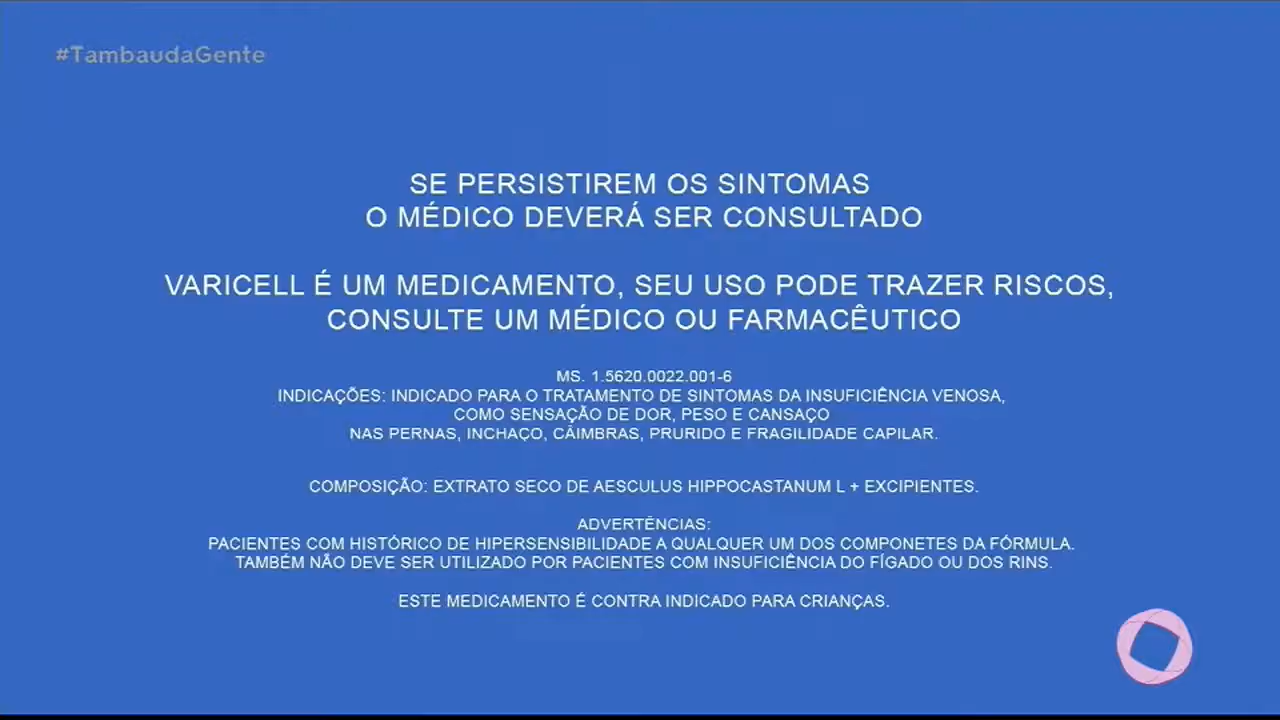 #TambaudaGente
SE PERSISTIREM OS SINTOMAS
O MÉDICO DEVERÁ SER CONSULTADO
VARICELL É UM MEDICAMENTO, SEU USO PODE TRAZER RISCOS,
CONSULTE UM MÉDICO OU FARMACÊUTICO
MS. 1.5620.0022.001-6
INDICAÇÕES: INDICADO PARA O TRATAMENTO DE SINTOMAS DA INSUFICIÊNCIA VENOSA,
COMO SENSAÇÃO DE DOR, PESO E CANSAÇO
NAS PERNAS, INCHAÇO, CÂIMBRAS, PRURIDO E FRAGILIDADE CAPILAR.
COMPOSIÇÃO: EXTRATO SECO DE AESCULUS HIPPOCASTANUM L + EXCIPIENTES.
ADVERTÊNCIAS:
PACIENTES COM HISTÓRICO DE HIPERSENSIBILIDADE A QUALQUER UM DOS COMPONETES DA FÓRMULA.
TAMBÉM NÃO DEVE SER UTILIZADO POR PACIENTES COM INSUFICIÊNCIA DO FÍGADO OU DOS RINS.
ESTE MEDICAMENTO É CONTRA INDICADO PARA CRIANÇAS.